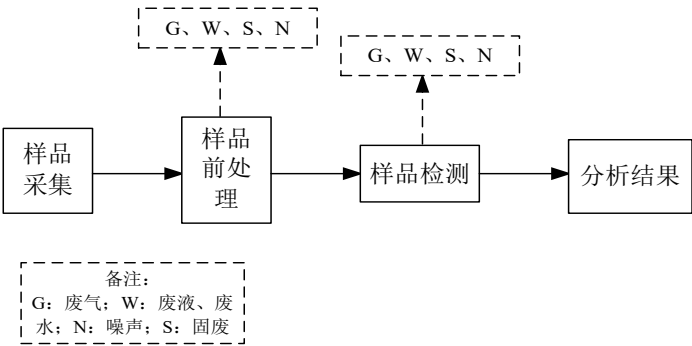 G、W、S、N
G、W、S、N
样品
采集
样品
前处
理
样品检测
分析结果
备注：
G：废气；W：废液、废
水；N：噪声；S：固废